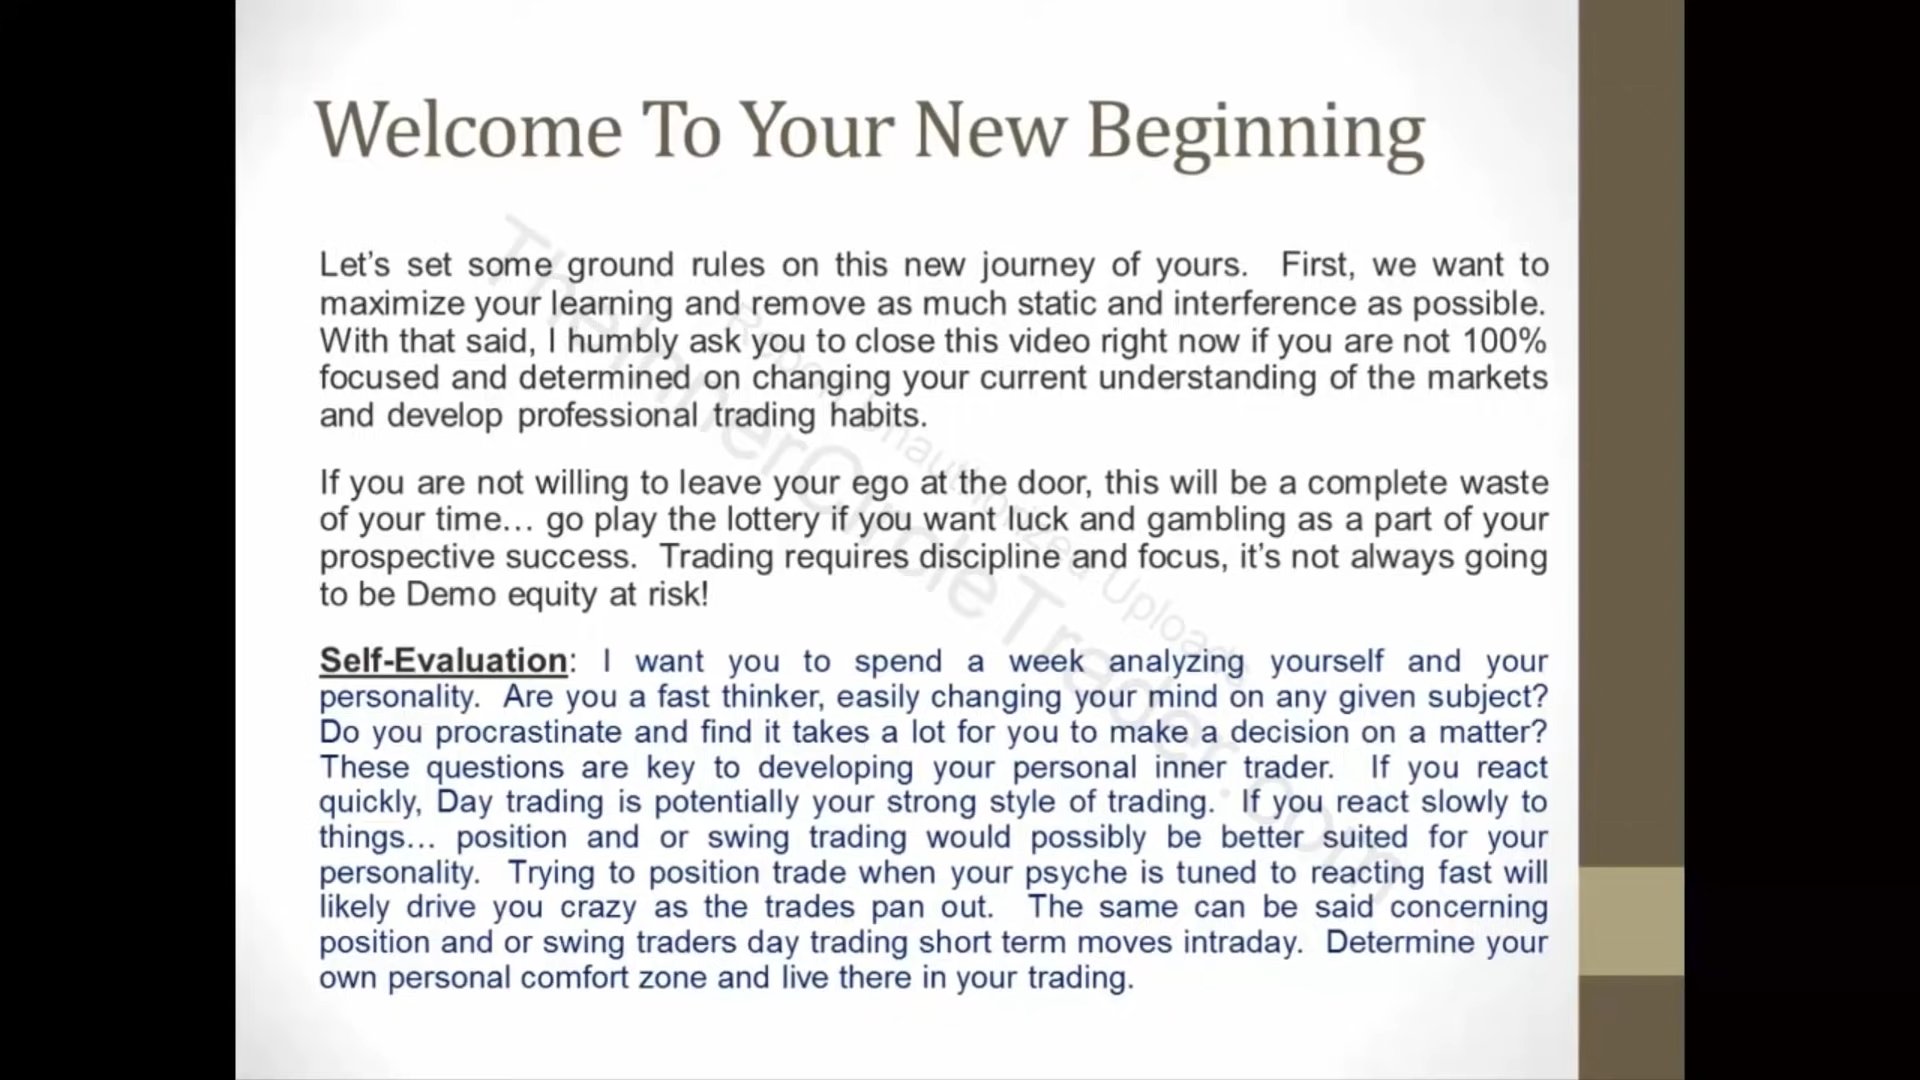 Welcome To Your New Beginning
Let's set some ground rules on this new journey of yours. First, we want to
maximize your learning and remove as much static and interference as possible.
With that said, I humbly ask you to close this video right now if you are not 100%
focused and determined on changing your current understanding of the markets
and develop professional trading habits.
If you are not willing to leave your ego at the door, this will be a complete waste
of your time... go play the lottery if you want luck and gambling as a part of your
prospective success. Trading requires discipline and focus, it's not always going
to be Demo equity at risk!
Self-Evaluation: I want you to spend a week analyzing yourself and your
personality. Are you a fast thinker, easily changing your mind on any given subject?
Do you procrastinate and find it takes a lot for you to make a decision on a matter?
These questions are key to developing your personal inner trader. If you react
quickly, Day trading is potentially your strong style of trading. If you react slowly to
things... position and or swing trading would possibly be better suited for your
personality. Trying to position trade when your psyche is tuned to reacting fast will
likely drive you crazy as the trades pan out. The same can be said concerning
position and or swing traders day trading short term moves intraday. Determine your
own personal comfort zone and live there in your trading.
TheInnerCircleTrader.com
Report Unauthorized Uploads